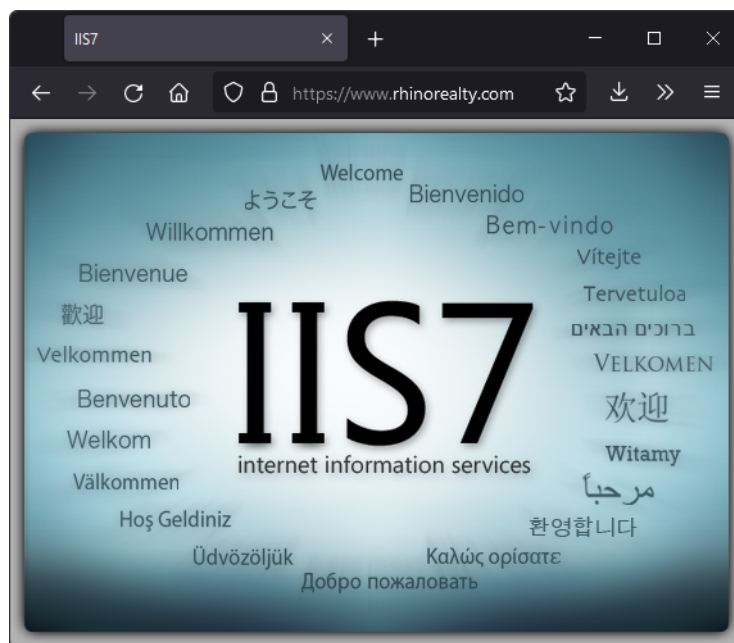 IIS7
https://www.rhinorealty.com
Welcome
ようこそ
Bienvenido
Willkommen
Bem-vindo
Vítejte
Bienvenue
Tervetuloa
歡迎
ברוכים הבאים
Velkommen
VELKOMEN
Benvenuto
欢迎
Welkom
Witamy
Välkommen
مرحباً
Hoş Geldiniz
환영합니다
Üdvözöljük
Καλώς ορίσατε
Добро пожаловать
IIS7
internet information services